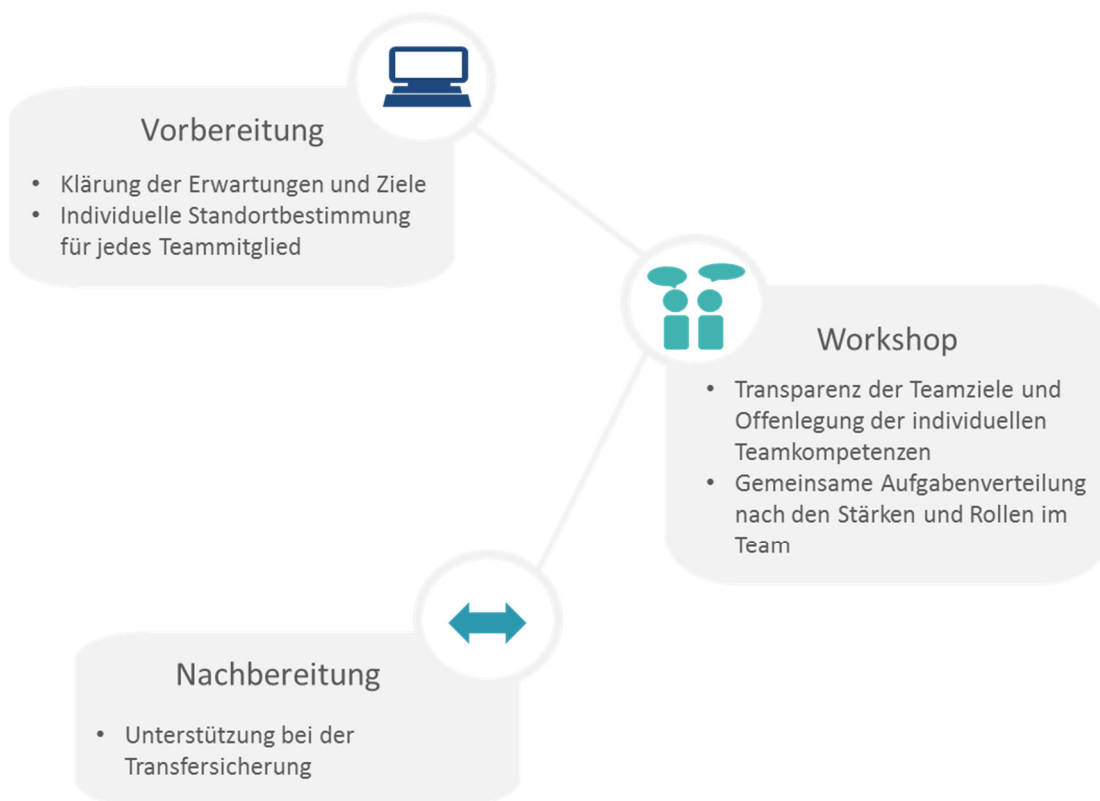 Vorbereitung
• Klärung der Erwartungen und Ziele
• Individuelle Standortbestimmung
für jedes Teammitglied
Workshop
• Transparenz der Teamziele und
Offenlegung der individuellen
Teamkompetenzen
• Gemeinsame Aufgabenverteilung
nach den Stärken und Rollen im
Team
Nachbereitung
• Unterstützung bei der
Transfersicherung